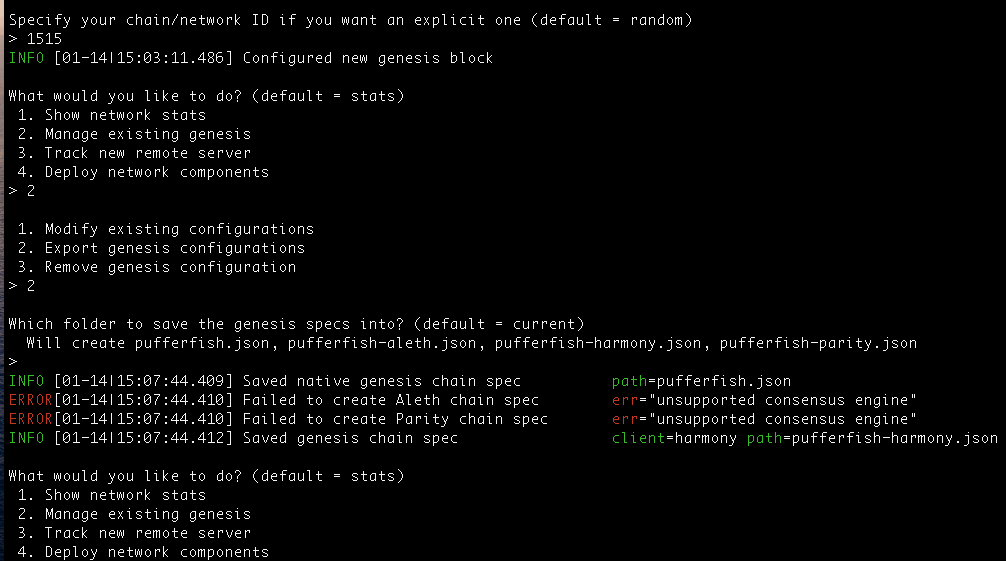 Specify your chain/network ID if you want an explicit one (default = random)
> 1515
INFO [01-14|15:03:11.486] Configured new genesis block
What would you like to do? (default = stats)
1. Show network stats
2. Manage existing genesis
3. Track new remote server
4. Deploy network components
> 2
1. Modify existing configurations
2. Export genesis configurations
3. Remove genesis configuration
> 2
Which folder to save the genesis specs into? (default = current)
Will create pufferfish.json, pufferfish-aleth.json, pufferfish-harmony.json, pufferfish-parity.json
>
INFO [01-14|15:07:44.409] Saved native genesis chain spec path=pufferfish.json
ERROR[01-14|15:07:44.410] Failed to create Aleth chain spec err="unsupported consensus engine"
ERROR[01-14|15:07:44.410] Failed to create Parity chain spec err="unsupported consensus engine"
INFO [01-14|15:07:44.412] Saved genesis chain spec client=harmony path=pufferfish-harmony.json
What would you like to do? (default = stats)
1. Show network stats
2. Manage existing genesis
3. Track new remote server
4. Deploy network components